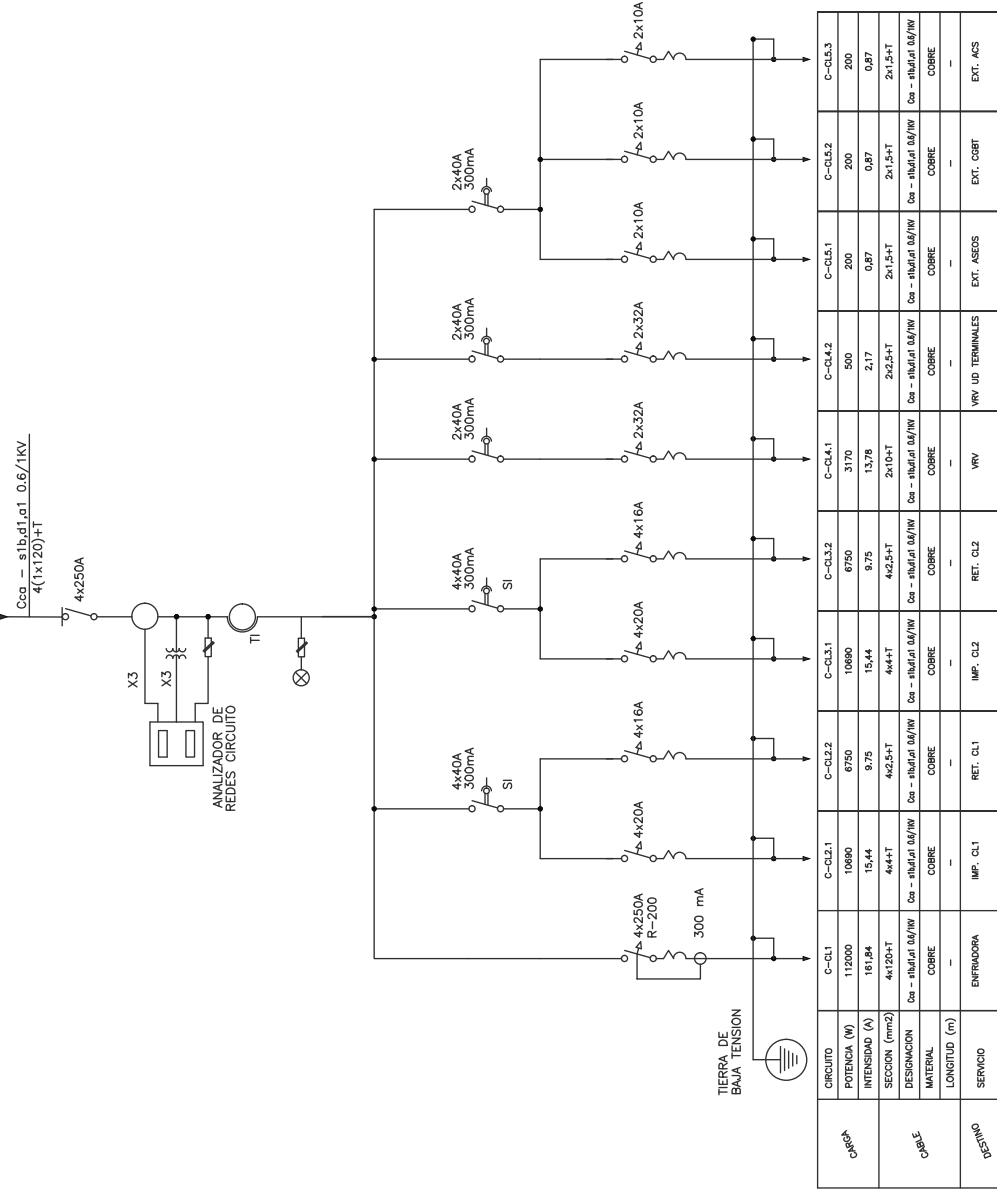 Cca - s1b,d1,a1 0.6/1KV
4(1x120)+T
4x250A
X3
X3
ANALIZADOR DE
REDES CIRCUITO
TI
4x40A
300mA
SI
4x40A
300mA
SI
2x40A
300mA
2x40A
300mA
2x40A
300mA
4x250A
R-200
300 mA
4x20A
4x16A
4x20A
4x16A
2x32A
2x32A
2x10A
2x10A
2x10A
TIERRA DE
BAJA TENSION
CARGA
CIRCUITO C-CL1 C-CL2.1 C-CL2.2 C-CL3.1 C-CL3.2 C-CL4.1 C-CL4.2 C-CL5.1 C-CL5.2 C-CL5.3
POTENCIA (W) 112000 10690 6750 10690 6750 3170 500 200 200 200
INTENSIDAD (A) 161,84 15,44 9.75 15,44 9.75 13,78 2,17 0,87 0,87 0,87
CABLE
SECCION (mm2) 4x120+T 4x4+T 4x2,5+T 4x4+T 4x2,5+T 2x10+T 2x2,5+T 2x1,5+T 2x1,5+T 2x1,5+T
DESIGNACION Cca - s1b,d1,a1 0.6/1KV Cca - s1b,d1,a1 0.6/1KV Cca - s1b,d1,a1 0.6/1KV Cca - s1b,d1,a1 0.6/1KV Cca - s1b,d1,a1 0.6/1KV Cca - s1b,d1,a1 0.6/1KV Cca - s1b,d1,a1 0.6/1KV Cca - s1b,d1,a1 0.6/1KV Cca - s1b,d1,a1 0.6/1KV Cca - s1b,d1,a1 0.6/1KV
MATERIAL COBRE COBRE COBRE COBRE COBRE COBRE COBRE COBRE COBRE COBRE
LONGITUD (m) - - - - - - - - - -
DESTINO
SERVICIO ENFRIADORA IMP. CL1 RET. CL1 IMP. CL2 RET. CL2 VRV VRV UD TERMINALES EXT. ASEOS EXT. CGBT EXT. ACS